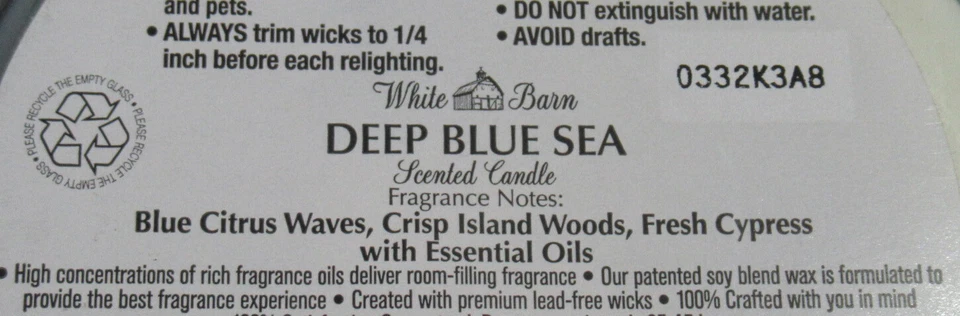 and pets.
• ALWAYS trim wicks to 1/4
inch before each relighting.
• DO NOT extinguish with water.
• AVOID drafts.
0332K3A8
PLEASE RECYCLE THE EMPTY GLASS • PLEASE RECYCLE THE EMPTY GLASS •
White Barn
DEEP BLUE SEA
Scented Candle
Fragrance Notes:
Blue Citrus Waves, Crisp Island Woods, Fresh Cypress
with Essential Oils
• High concentrations of rich fragrance oils deliver room-filling fragrance • Our patented soy blend wax is formulated to
provide the best fragrance experience • Created with premium lead-free wicks • 100% Crafted with you in mind